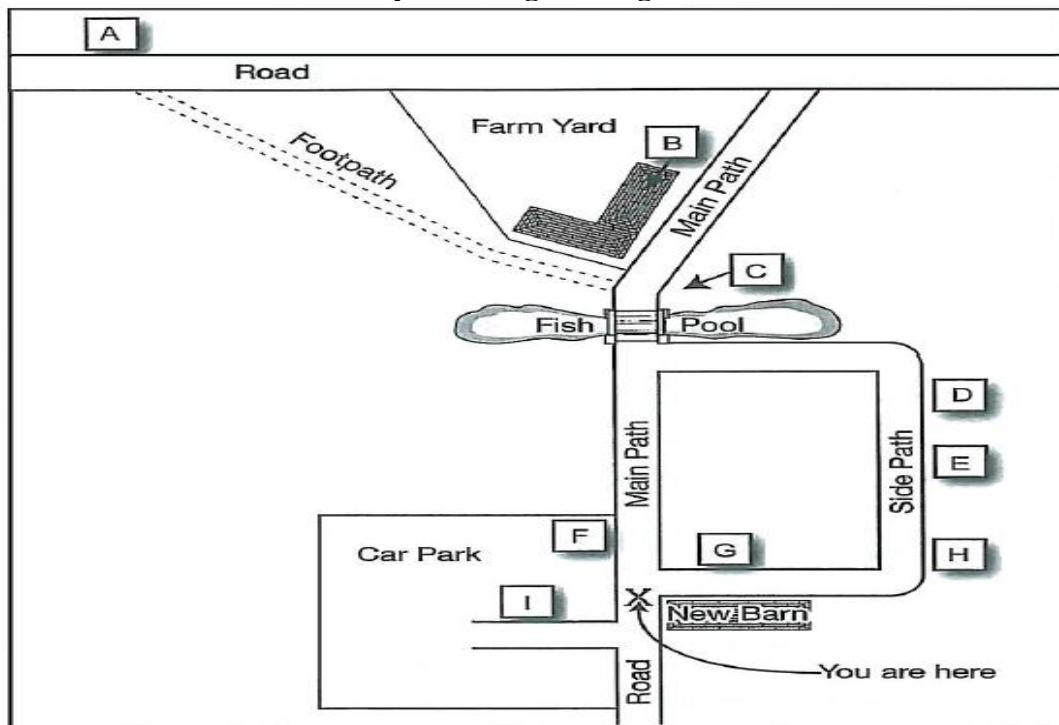 A
Road
Farm Yard
B
Footpath
Main Path
C
Fish
Pool
D
Main Path
Side Path
E
F
Car Park
G
H
I
New Barn
Road
You are here